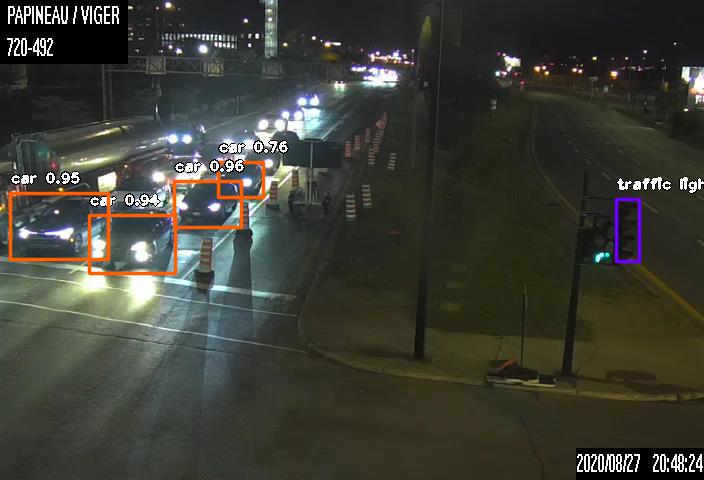 PAPINEAU / VIGER
720-492
car 0.76
car 0.96
car 0.95
car 0.94
traffic ligh
2020/08/27 20:48:24